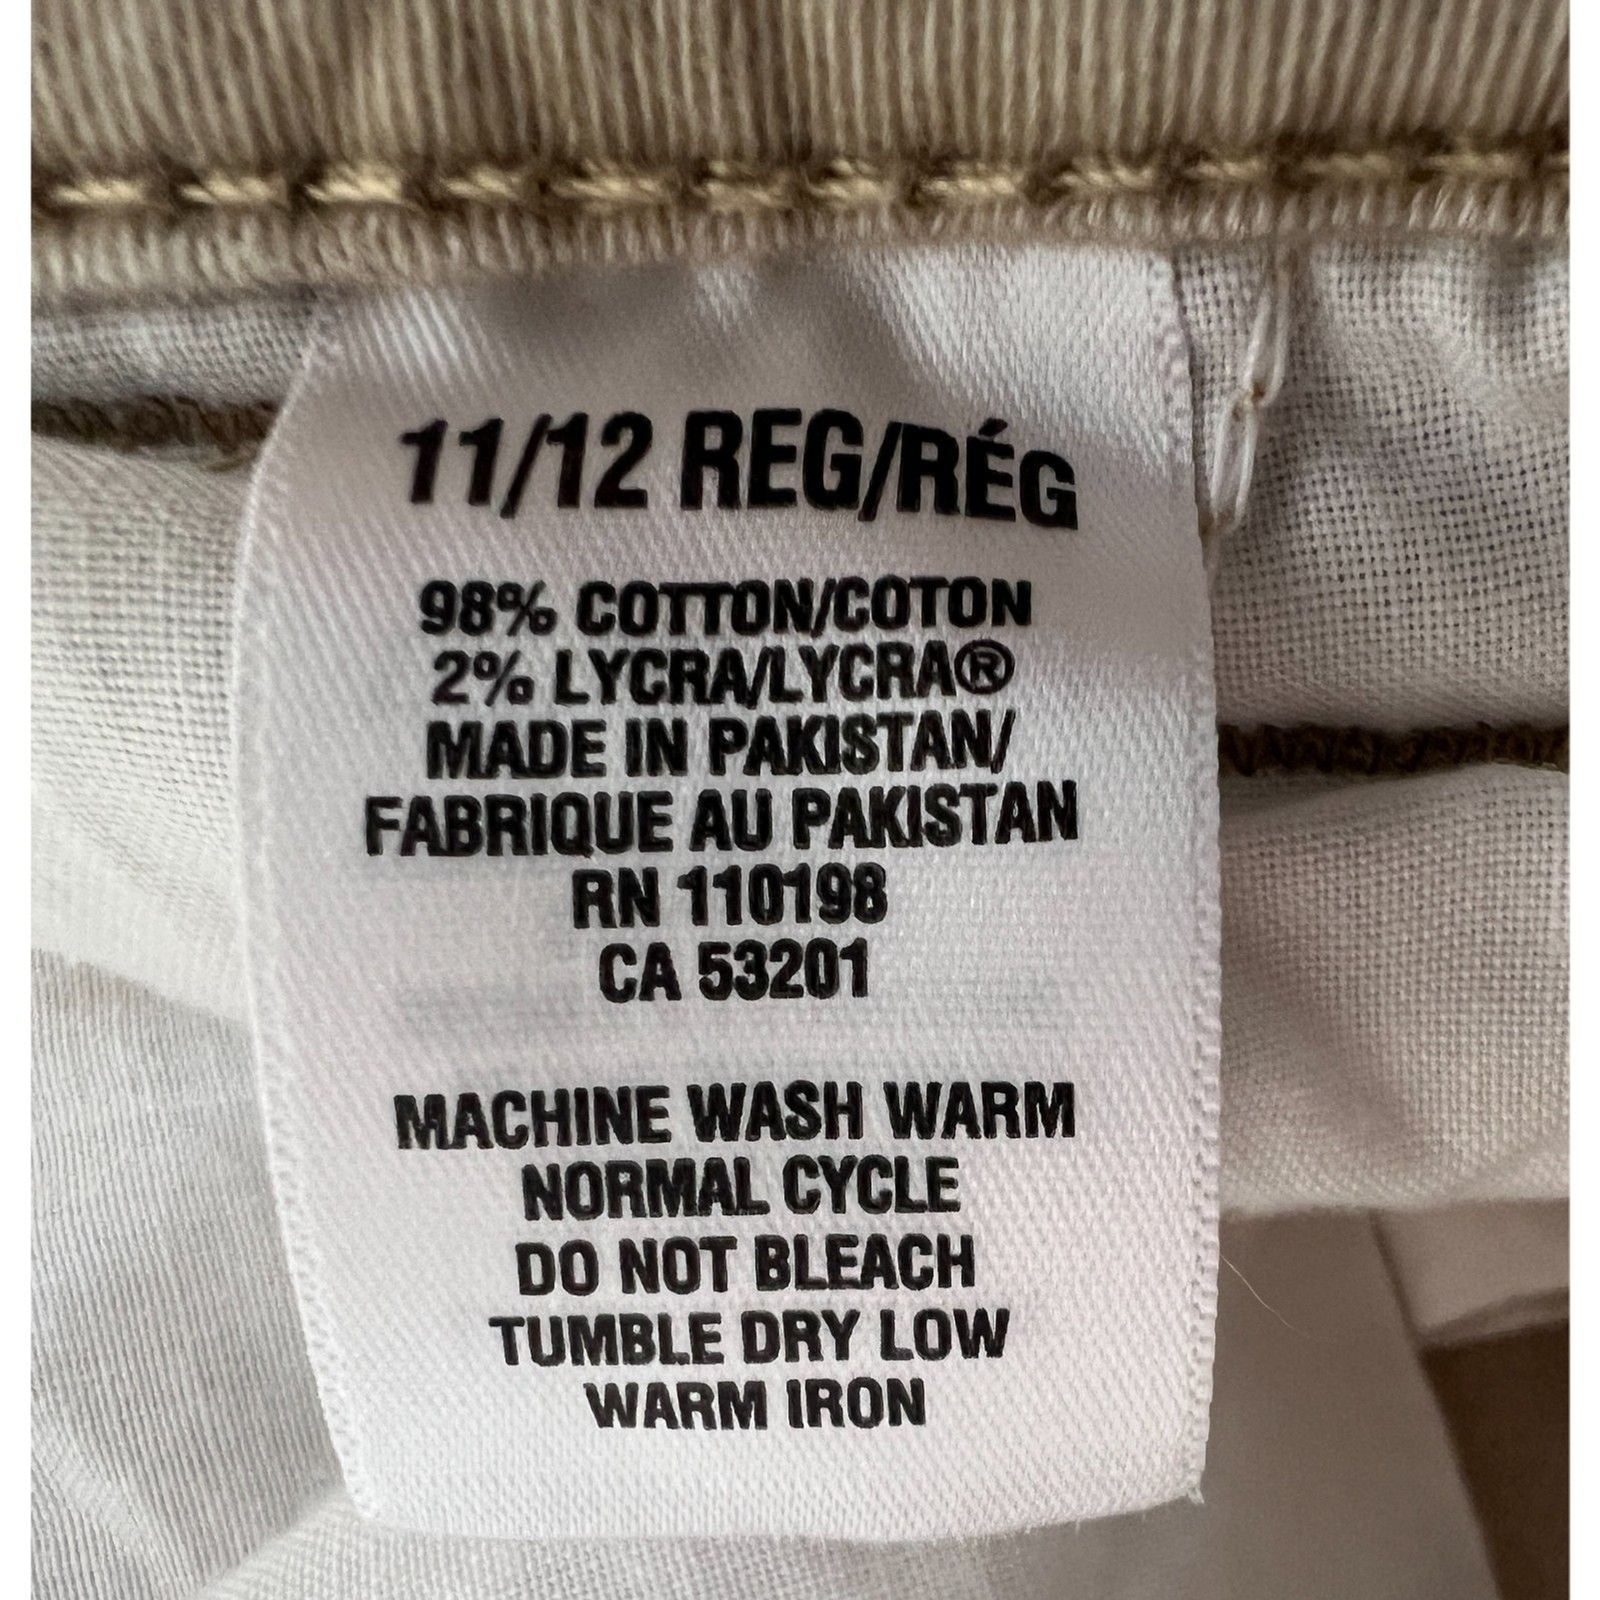 11/12 REG/RÉG
98% COTTON/COTON
2% LYCRA/LYCRA®
MADE IN PAKISTAN/
FABRIQUE AU PAKISTAN
RN 110198
CA 53201
MACHINE WASH WARM
NORMAL CYCLE
DO NOT BLEACH
TUMBLE DRY LOW
WARM IRON